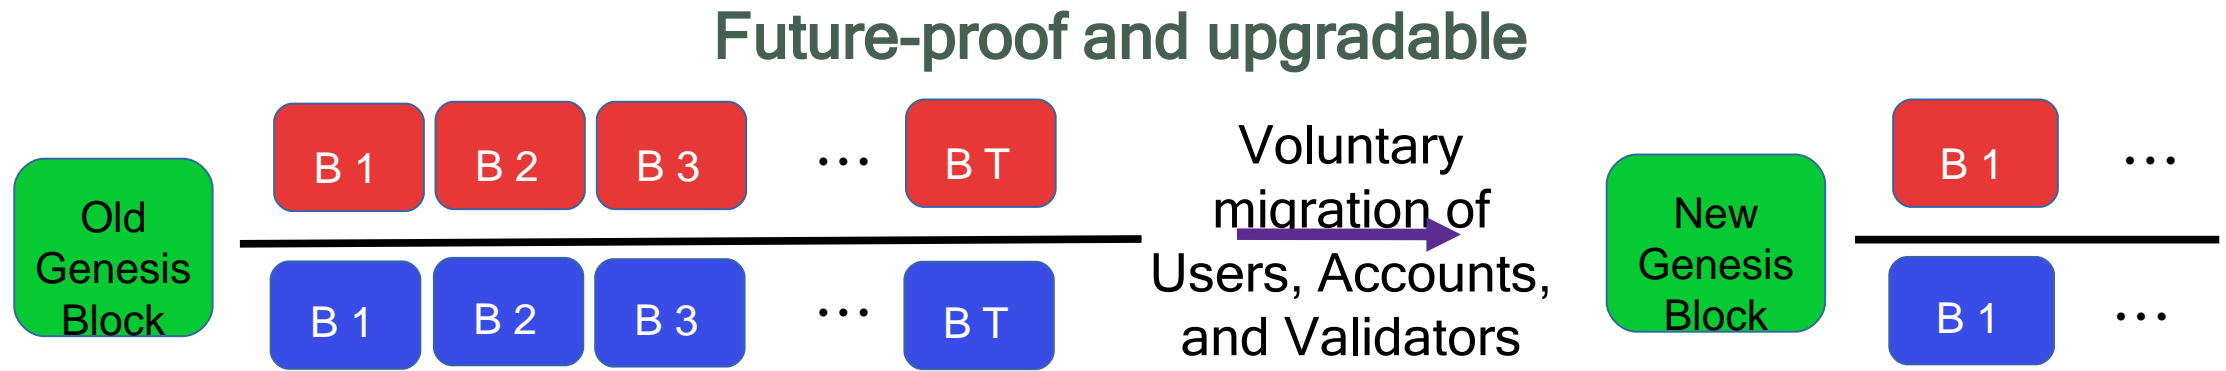 Future-proof and upgradable
Old
Genesis
Block
B 1 B 2 B 3 ... B T
B 1 B 2 B 3 ... B T
Voluntary
migration of
Users, Accounts,
and Validators
New
Genesis
Block
B 1 ...
B 1 ...